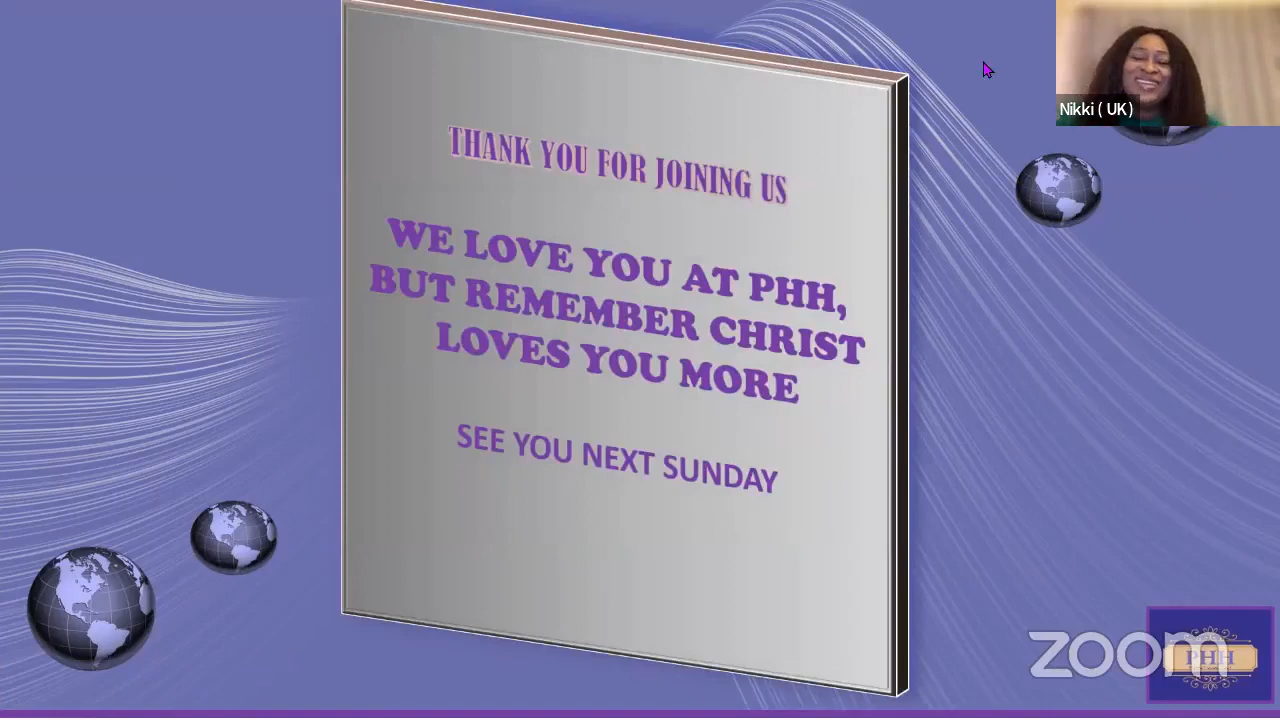 Nikki ( UK)
THANK YOU FOR JOINING US
WE LOVE YOU AT PHH,
BUT REMEMBER CHRIST
LOVES YOU MORE
SEE YOU NEXT SUNDAY
zoom
PHH